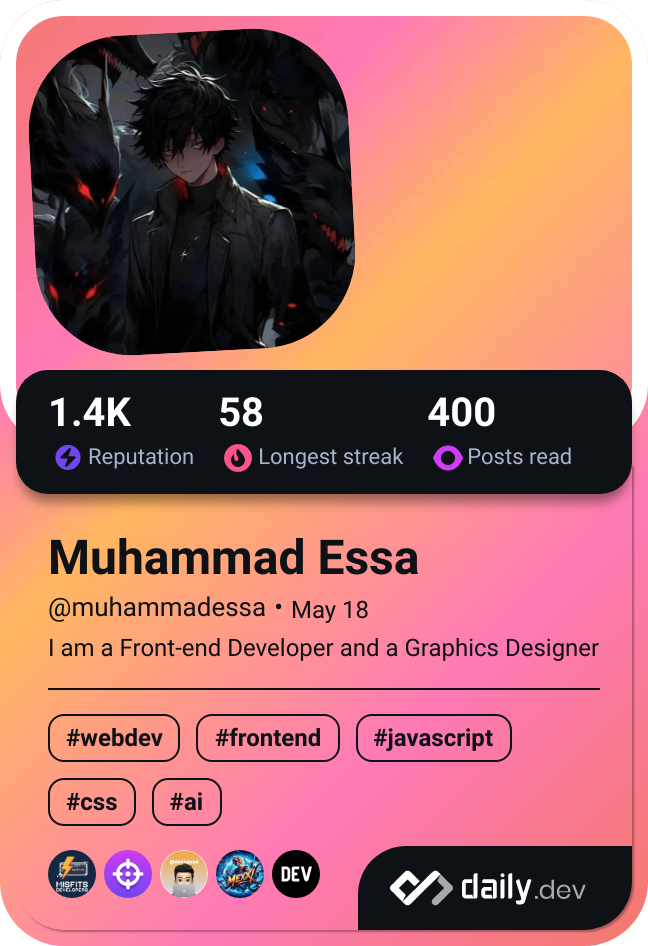 1.4K 58 400
Reputation Longest streak Posts read
Muhammad Essa
@muhammadessa • May 18
I am a Front-end Developer and a Graphics Designer
#webdev #frontend #javascript
#css #ai
MISFITS
DEVELOPERS
DEV
daily.dev